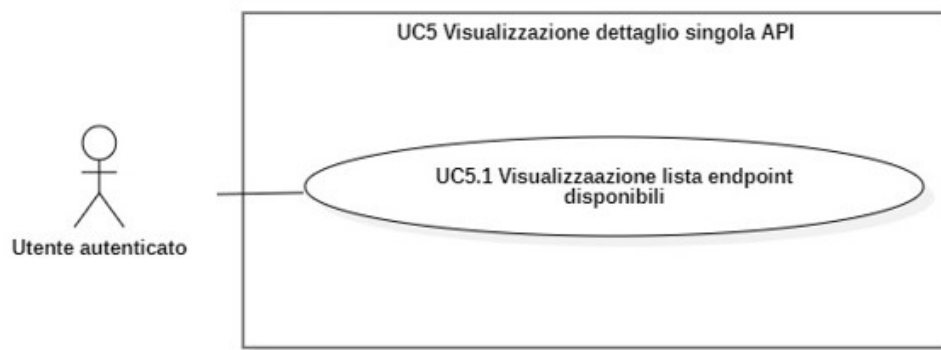 UC5 Visualizzazione dettaglio singola API
UC5.1 Visualizzaazione lista endpoint
disponibili
Utente autenticato